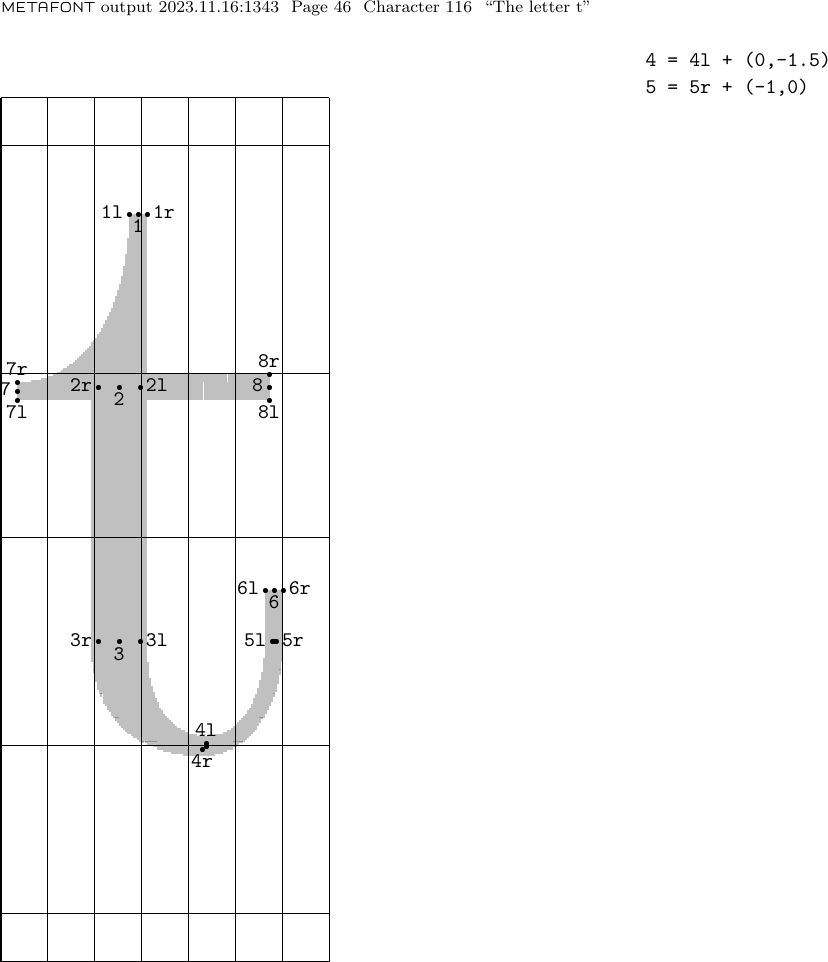 METAFONT output 2023.11.16:1343 Page 46 Character 116 “The letter t”
4 = 4l + (0,-1.5)
5 = 5r + (-1,0)
1l 1r
1
7r 8r
7 2r 2l 8
2
7l 8l
6l 6r
6
3r 3l 5l 5r
3
4l
4r